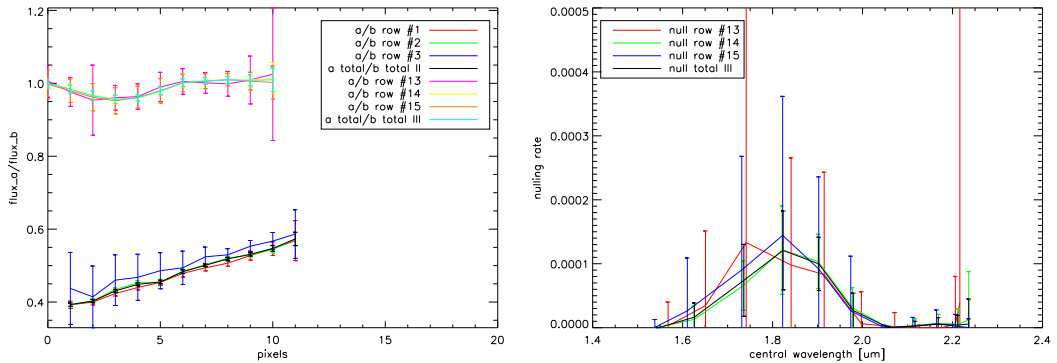 1.2
1.0
0.8
0.6
0.4
flux_a/flux_b
0
5
10
15
20
pixels
a/b row #1
a/b row #2
a/b row #3
a total/b total II
a/b row #13
a/b row #14
a/b row #15
a total/b total III
0.0005
0.0004
0.0003
0.0002
0.0001
0.0000
nulling rate
1.4
1.6
1.8
2.0
2.2
2.4
central wavelength [um]
null row #13
null row #14
null row #15
null total III